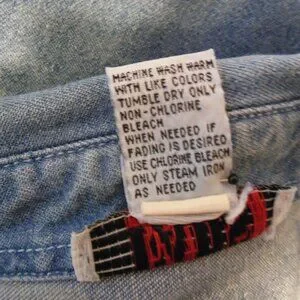 MACHINE WASH WARM
WITH LIKE COLORS
TUMBLE DRY ONLY
NON-CHLORINE
BLEACH
WHEN NEEDED IF
FADING IS DESIRED
USE CHLORINE BLEACH
ONLY STEAM IRON
AS NEEDED